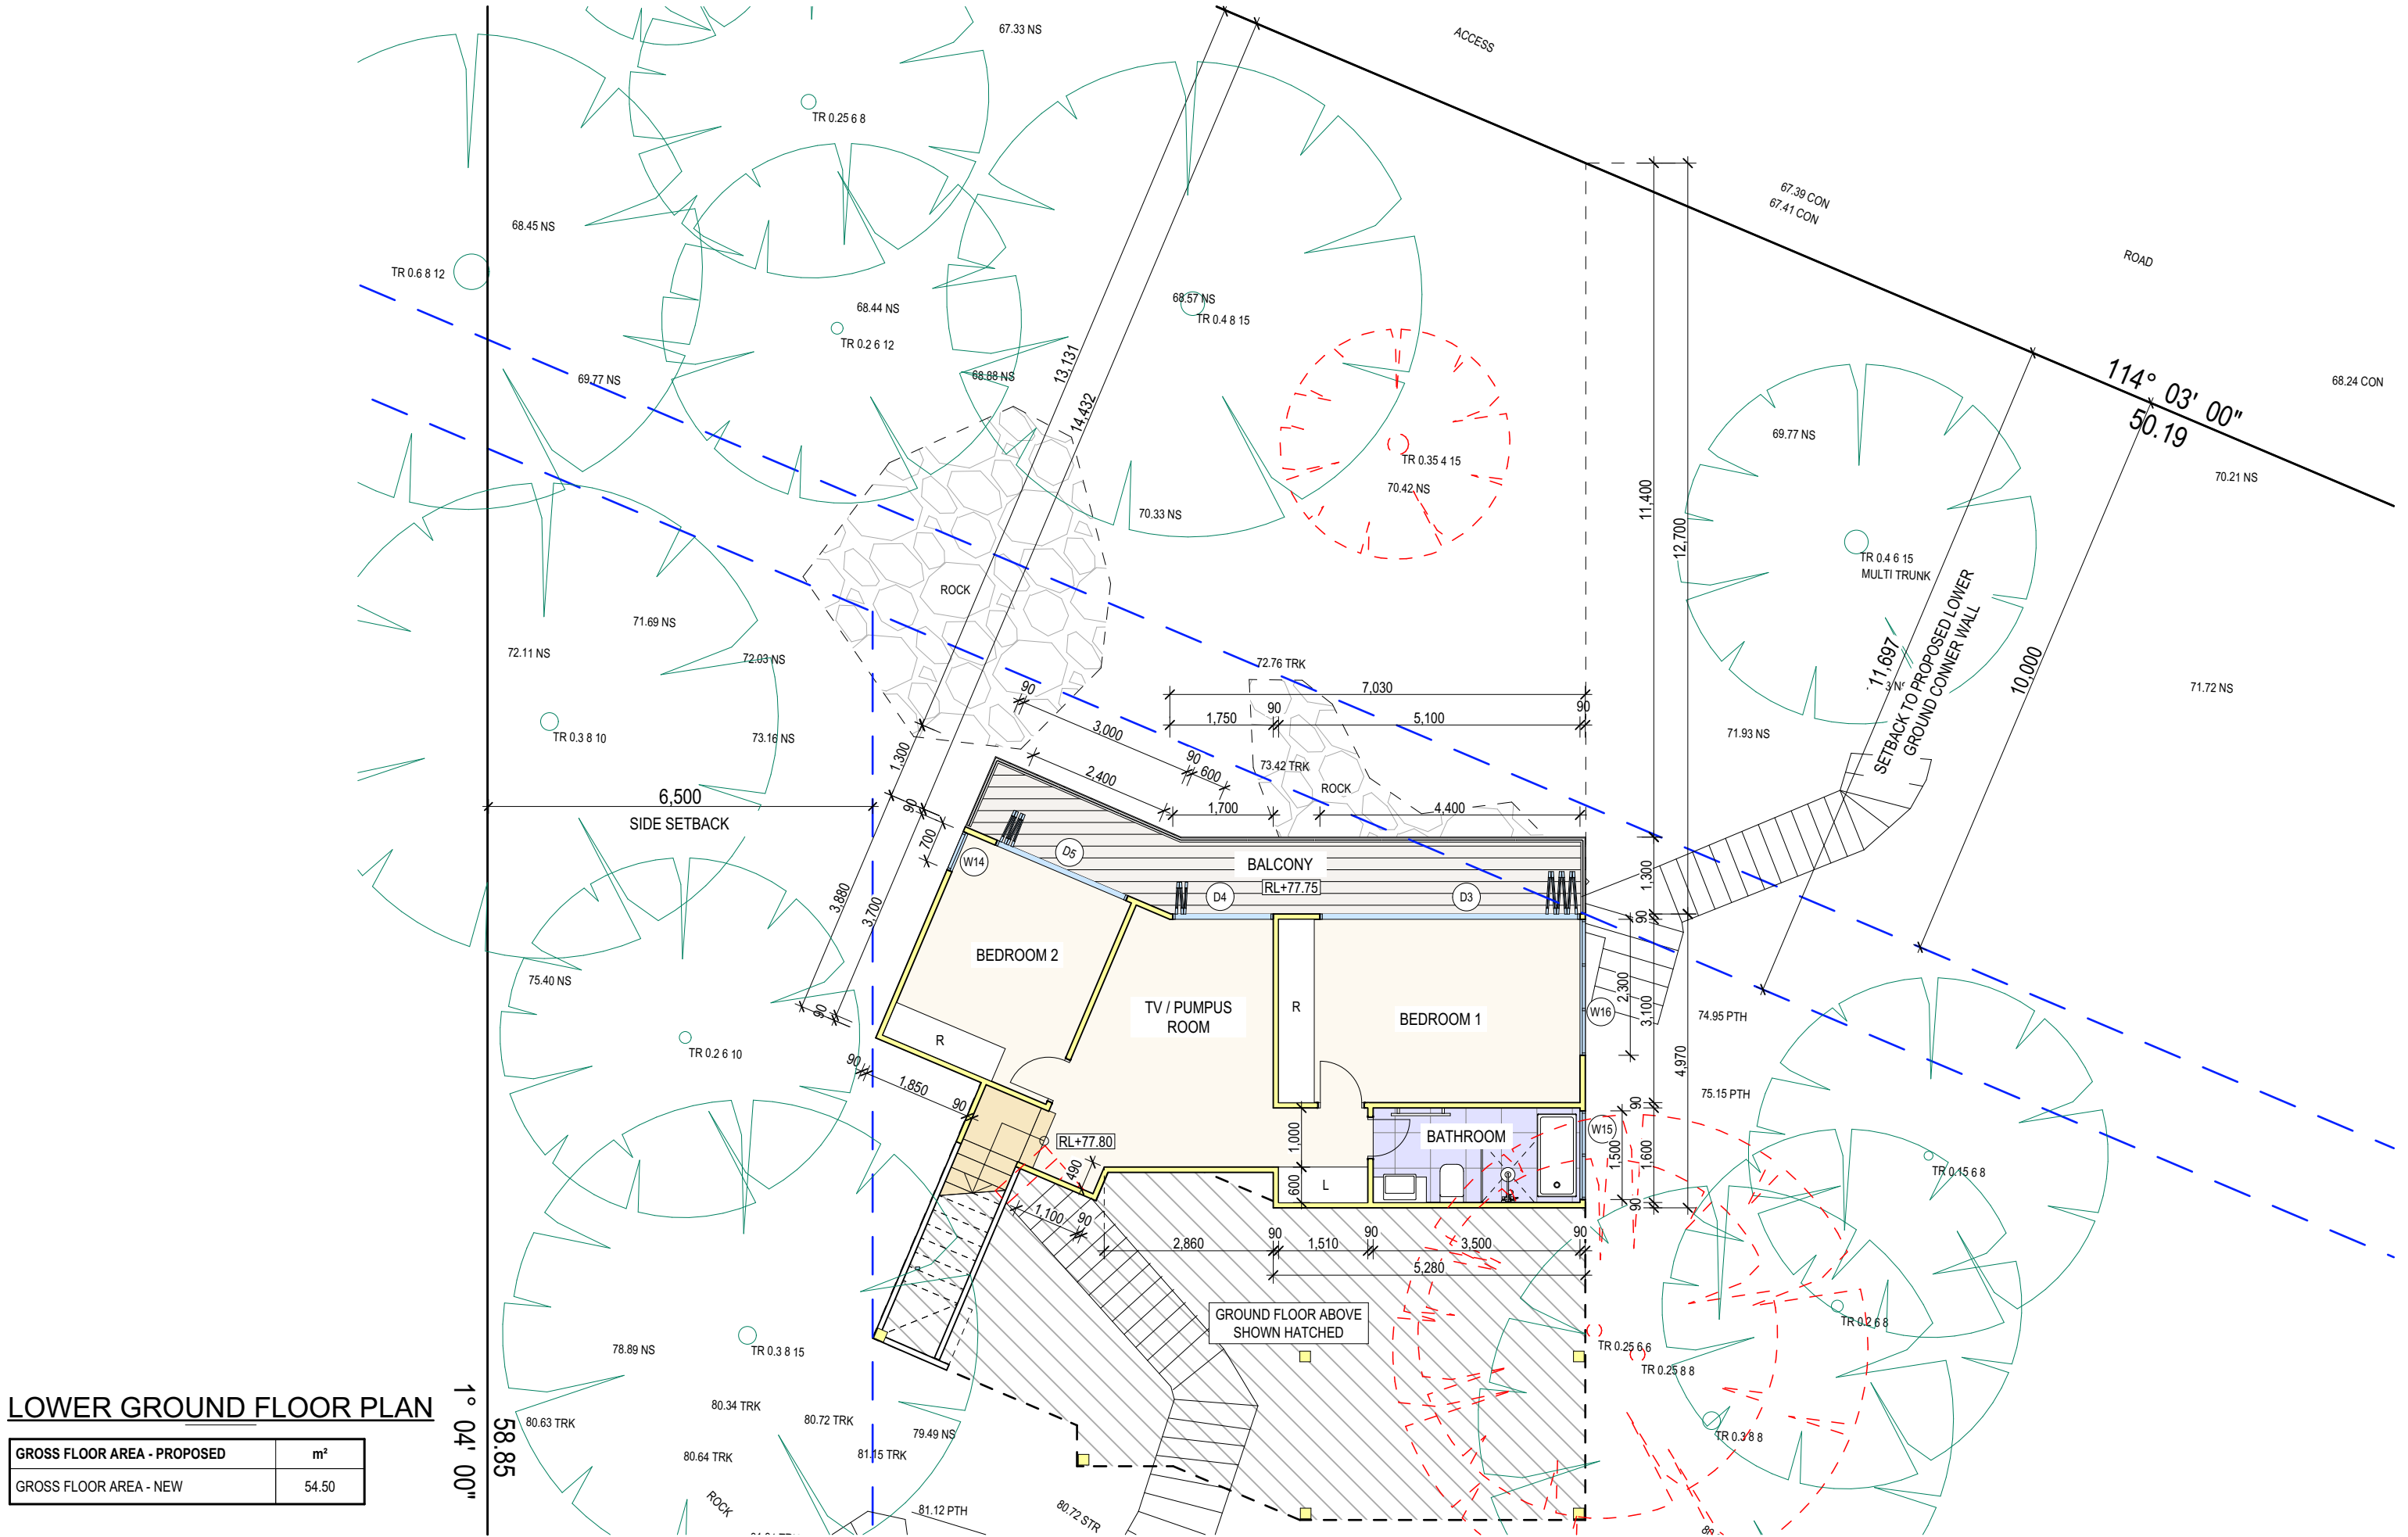 ACCESS
67.33 NS
TR 0.25 6 8
67.39 CON
67.41 CON
68.45 NS
ROAD
TR 0.6 8 12
68.44 NS
68.57 NS
TR 0.4 8 15
TR 0.2 6 12
13,131
14,432
69.77 NS
68.88 NS
114° 03' 00"
50.19
68.24 CON
69.77 NS
TR 0.35 4 15
70.42 NS
70.21 NS
11,400
12,700
70.33 NS
TR 0.4 6 15
MULTI TRUNK
ROCK
71.69 NS
72.11 NS
72.03 NS
72.76 TRK
11,697
SETBACK TO PROPOSED LOWER
GROUND CONNER WALL
10,000
71.72 NS
90
7,030
TR 0.3 8 10
73.16 NS
3,000
1,750
90
5,100
90
71.93 NS
1,300
90
600
73.42 TRK
2,400
ROCK
6,500
SIDE SETBACK
90
1,700
4,400
700
W14
D5
BALCONY
RL+77.75
D4
D3
1,300
3,880
3,700
90
BEDROOM 2
75.40 NS
TV / PUMPUS
ROOM
R
BEDROOM 1
W16
2,300
3,100
74.95 PTH
90
R
TR 0.2 6 10
90
1,850
90
4,970
75.15 PTH
90
RL+77.80
1,000
BATHROOM
W15
1,500
1,600
490
600
L
90
TR 0.15 6 8
1,100
90
2,860
90
1,510
90
3,500
90
5,280
GROUND FLOOR ABOVE
SHOWN HATCHED
TR 0.2 6 8
TR 0.25 6 6
TR 0.25 8 8
78.89 NS
TR 0.3 8 15
LOWER GROUND FLOOR PLAN
1° 04' 00"
58.85
80.63 TRK
80.34 TRK
80.72 TRK
79.49 NS
TR 0.3 8 8
80.64 TRK
81.15 TRK
GROSS FLOOR AREA - PROPOSED m²
GROSS FLOOR AREA - NEW 54.50
ROCK
81.12 PTH
80.72 STR